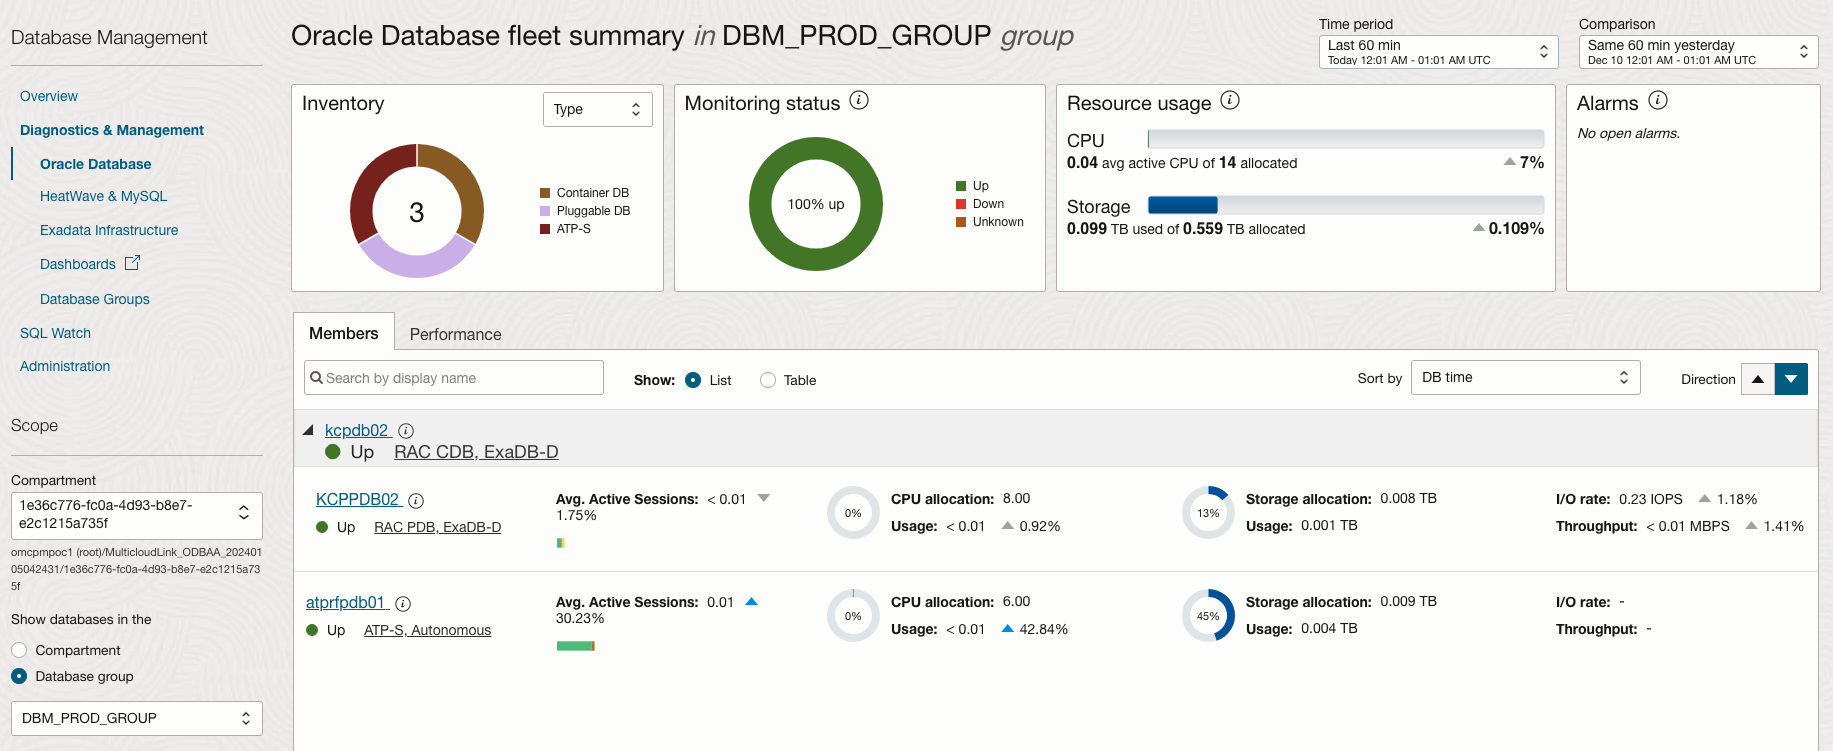 Database Management
Overview
Diagnostics & Management
Oracle Database
HeatWave & MySQL
Exadata Infrastructure
Dashboards
Database Groups
SQL Watch
Administration
Scope
Compartment
1e36c776-fc0a-4d93-b8e7-
e2c1215a735f
omcpmpoc1 (root)/MulticloudLink_ODBAA_202401
05042431/1e36c776-fc0a-4d93-b8e7-e2c1215a73
5f
Show databases in the
Compartment
Database group
DBM_PROD_GROUP
Oracle Database fleet summary in DBM_PROD_GROUP group
Time period
Last 60 min
Today 12:01 AM - 01:01 AM UTC
Comparison
Same 60 min yesterday
Dec 10 12:01 AM - 01:01 AM UTC
Inventory
Type
3
Container DB
Pluggable DB
ATP-S
Monitoring status
100% up
Up
Down
Unknown
Resource usage
CPU
0.04 avg active CPU of 14 allocated
7%
Storage
0.099 TB used of 0.559 TB allocated
0.109%
Alarms
No open alarms.
Members
Performance
Search by display name
Show:
List
Table
Sort by
DB time
Direction
kcpdb02
Up
RAC CDB, ExaDB-D
KCPPDB02
Up
RAC PDB, ExaDB-D
Avg. Active Sessions: < 0.01
1.75%
0%
CPU allocation: 8.00
Usage: < 0.01
0.92%
13%
Storage allocation: 0.008 TB
Usage: 0.001 TB
I/O rate: 0.23 IOPS
1.18%
Throughput: < 0.01 MBPS
1.41%
atprfpdb01
Up
ATP-S, Autonomous
Avg. Active Sessions: 0.01
30.23%
0%
CPU allocation: 6.00
Usage: < 0.01
42.84%
45%
Storage allocation: 0.009 TB
Usage: 0.004 TB
I/O rate: -
Throughput: -